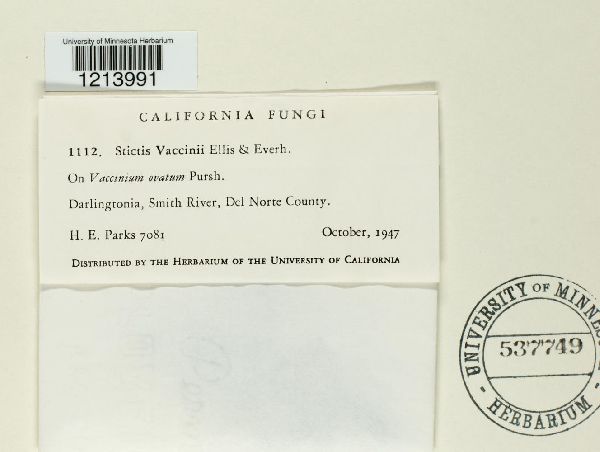 University of Minnesota Herbarium
1213991
CALIFORNIA FUNGI
1112. Stictis Vaccinii Ellis & Everh.
On Vaccinium ovatum Pursh.
Darlingtonia, Smith River, Del Norte County.
H. E. Parks 7081 October, 1947
DISTRIBUTED BY THE HERBARIUM OF THE UNIVERSITY OF CALIFORNIA
UNIVERSITY OF MINNES
537749
- HERBARIUM -